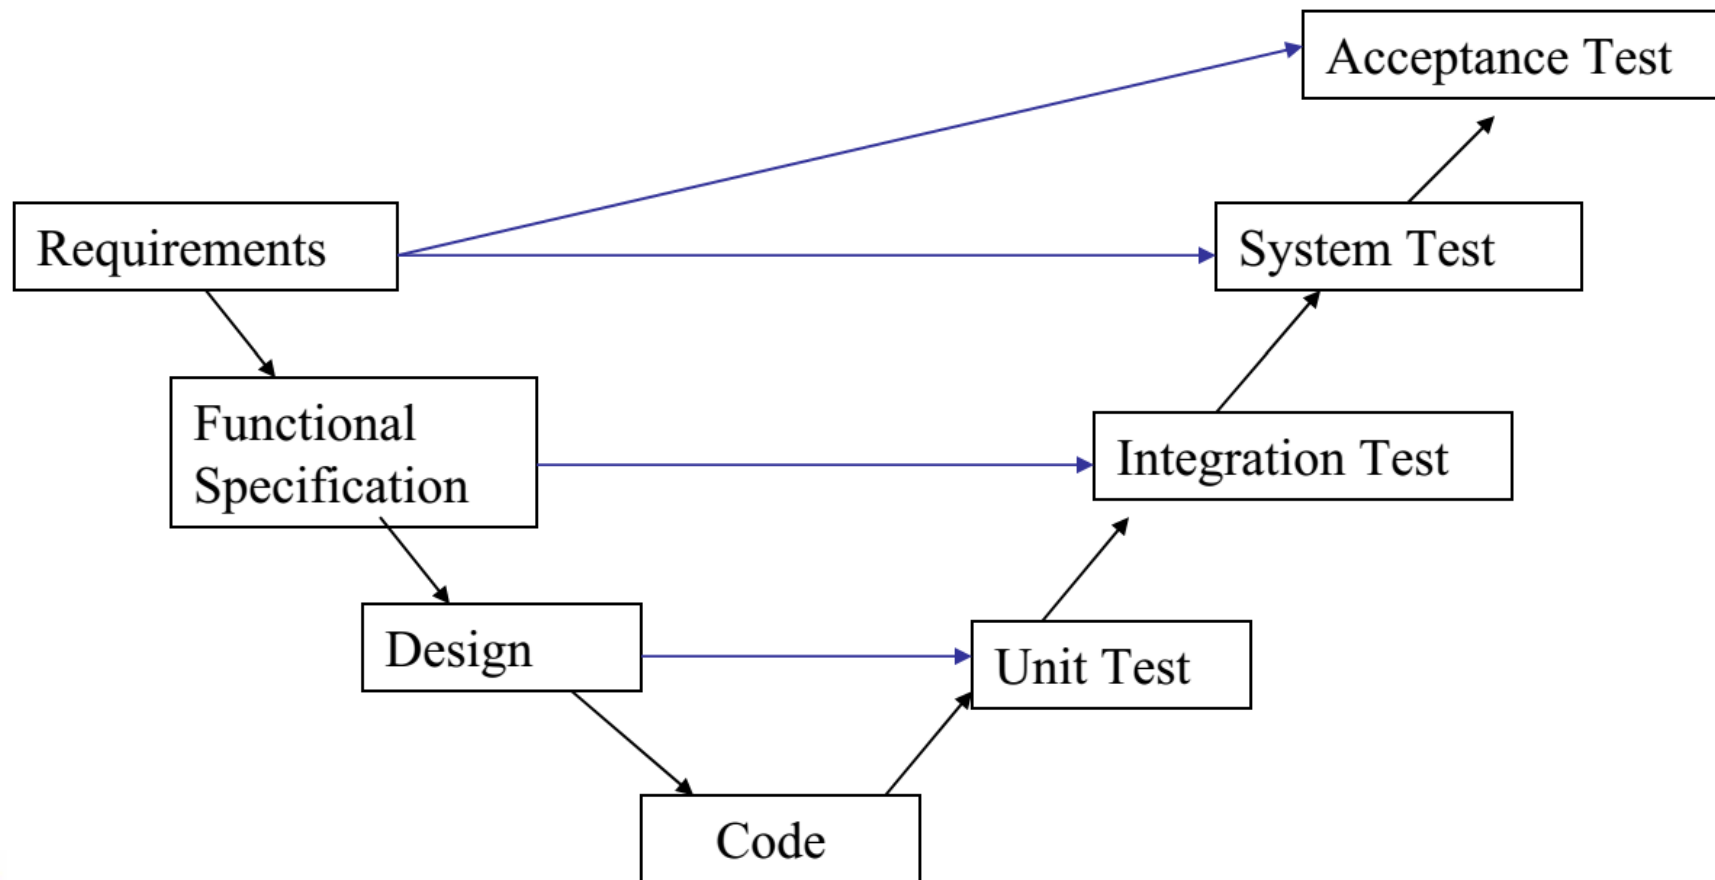 Acceptance Test
Requirements
System Test
Functional
Specification
Integration Test
Design
Unit Test
Code